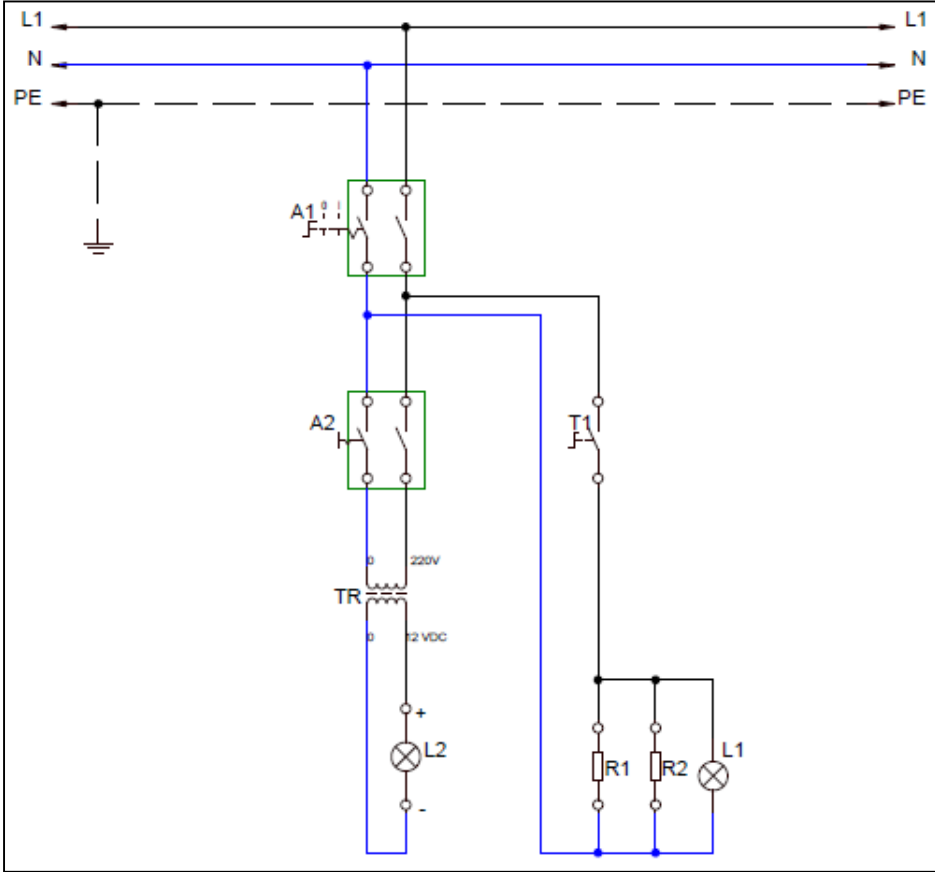 L1 L1
N N
PE PE
A1 0 I
A2 T1
0 220V
TR
0 12 VDC
+
L2 L1
R1 R2
-